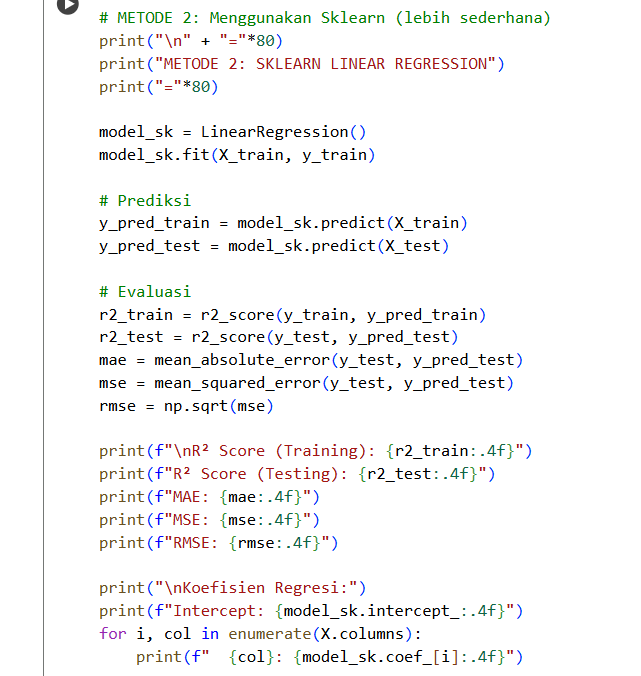 # METODE 2: Menggunakan Sklearn (lebih sederhana)
print("\n" + "="*80)
print("METODE 2: SKLEARN LINEAR REGRESSION")
print("="*80)

model_sk = LinearRegression()
model_sk.fit(X_train, y_train)

# Prediksi
y_pred_train = model_sk.predict(X_train)
y_pred_test = model_sk.predict(X_test)

# Evaluasi
r2_train = r2_score(y_train, y_pred_train)
r2_test = r2_score(y_test, y_pred_test)
mae = mean_absolute_error(y_test, y_pred_test)
mse = mean_squared_error(y_test, y_pred_test)
rmse = np.sqrt(mse)

print(f"\nR² Score (Training): {r2_train:.4f}")
print(f"R² Score (Testing): {r2_test:.4f}")
print(f"MAE: {mae:.4f}")
print(f"MSE: {mse:.4f}")
print(f"RMSE: {rmse:.4f}")

print("\nKoefisien Regresi:")
print(f"Intercept: {model_sk.intercept_:.4f}")
for i, col in enumerate(X.columns):
    print(f"  {col}: {model_sk.coef_[i]:.4f}")